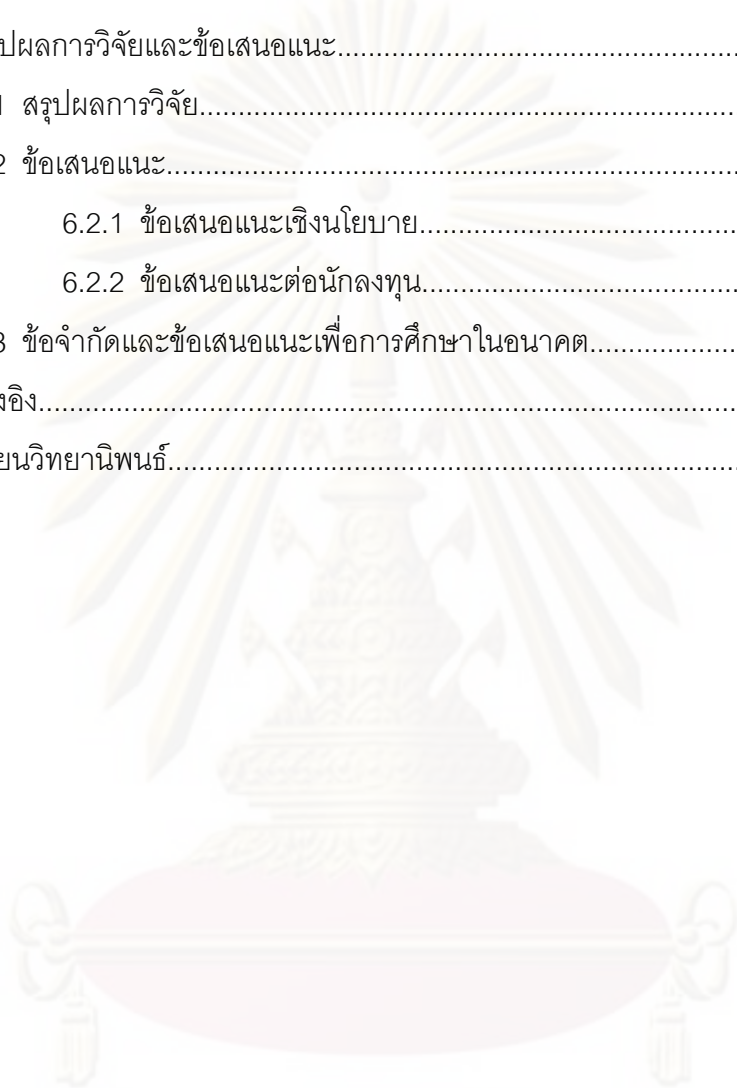 ปผลการวิจัยและข้อเสนอแนะ.......................................................
สรุปผลการวิจัย.......................................................
2 ข้อเสนอแนะ.......................................................
6.2.1 ข้อเสนอแนะเชิงนโยบาย.......................................................
6.2.2 ข้อเสนอแนะต่อนักลงทุน.......................................................
3 ข้อจำกัดและข้อเสนอแนะเพื่อการศึกษาในอนาคต...................
งอิง.......................................................
ยนวิทยานิพนธ์.......................................................